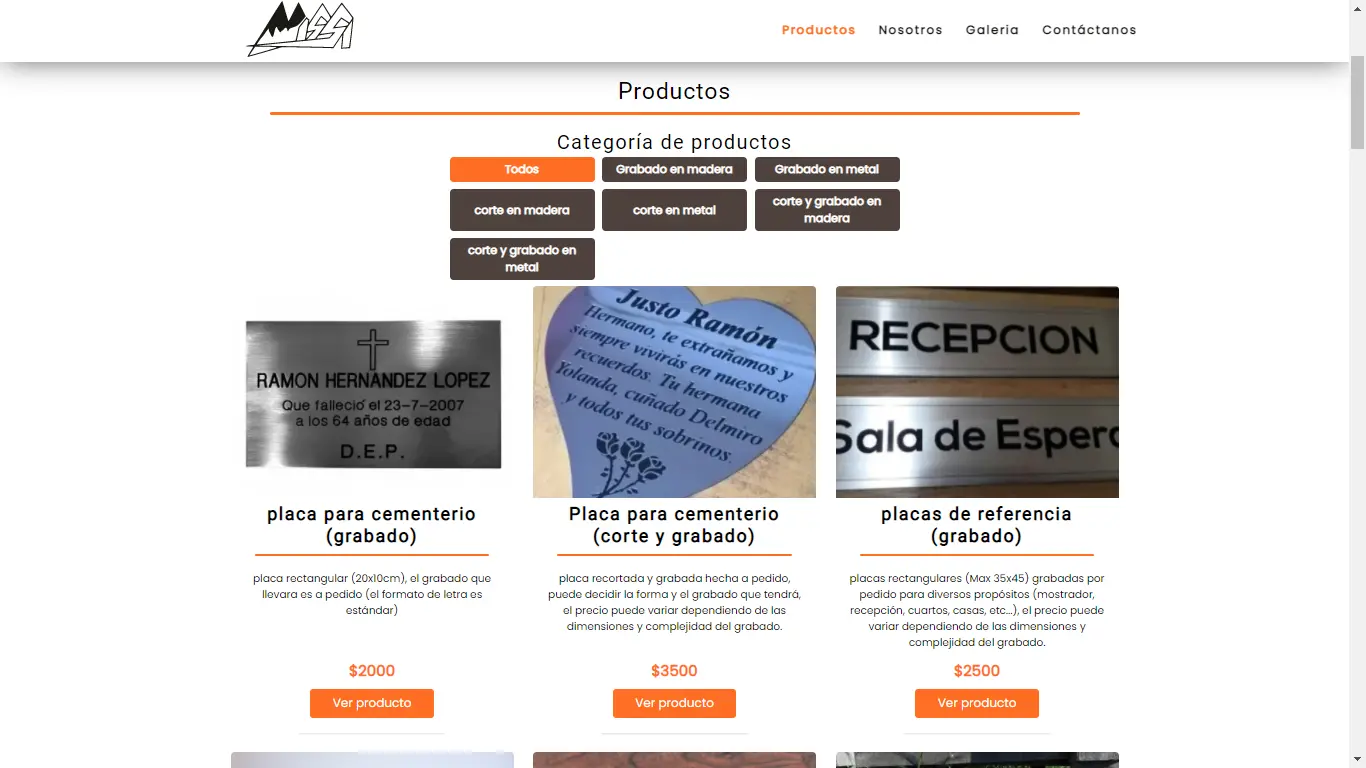 Missi
Productos Nosotros Galeria Contáctanos
Productos
Categoría de productos
Todos
Grabado en madera
Grabado en metal
corte en madera
corte en metal
corte y grabado en
madera
corte y grabado en
metal
RAMON HERNANDEZ LOPEZ
Que falleció el 23-7-2007
a los 64 años de edad
D.E.P.
Justo Ramón
Hermano, te extrañamos y
siempre vivirás en nuestros
recuerdos. Tu hermana
Yolanda, cuñado Delmiro
y todos tus sobrinos.
RECEPCION
Sala de Espera
placa para cementerio
(grabado)
placa rectangular (20x10cm), el grabado que
llevara es a pedido (el formato de letra es
estándar)
$2000
Ver producto
Placa para cementerio
(corte y grabado)
placa recortada y grabada hecha a pedido,
puede decidir la forma y el grabado que tendrá,
el precio puede variar dependiendo de las
dimensiones y complejidad del grabado.
$3500
Ver producto
placas de referencia
(grabado)
placas rectangulares (Max 35x45) grabadas por
pedido para diversos propósitos (mostrador,
recepción, cuartos, casas, etc...), el precio puede
variar dependiendo de las dimensiones y
complejidad del grabado.
$2500
Ver producto